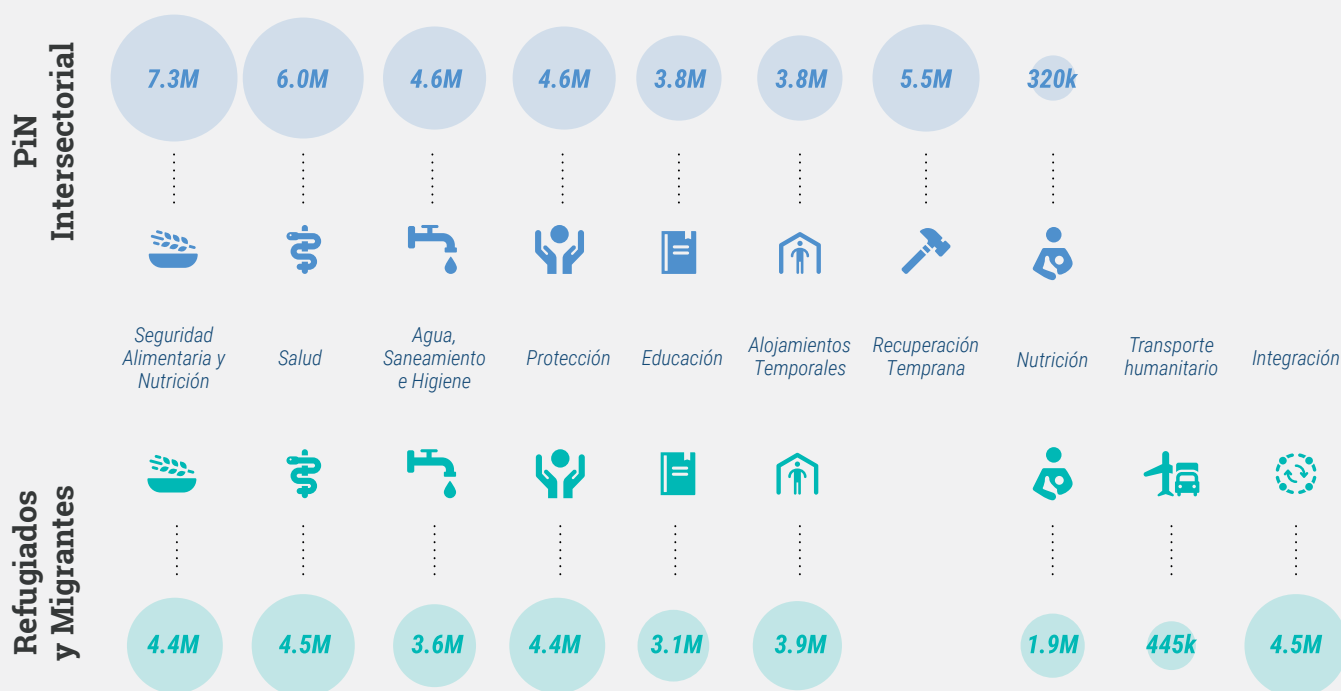 PiN
Intersectorial
7.3M
6.0M
4.6M
4.6M
3.8M
3.8M
5.5M
320k
Seguridad
Alimentaria y
Nutrición
Salud
Agua,
Saneamiento
e Higiene
Protección
Educación
Alojamientos
Temporales
Recuperación
Temprana
Nutrición
Transporte
humanitario
Integración
Refugiados
y Migrantes
4.4M
4.5M
3.6M
4.4M
3.1M
3.9M
1.9M
445k
4.5M